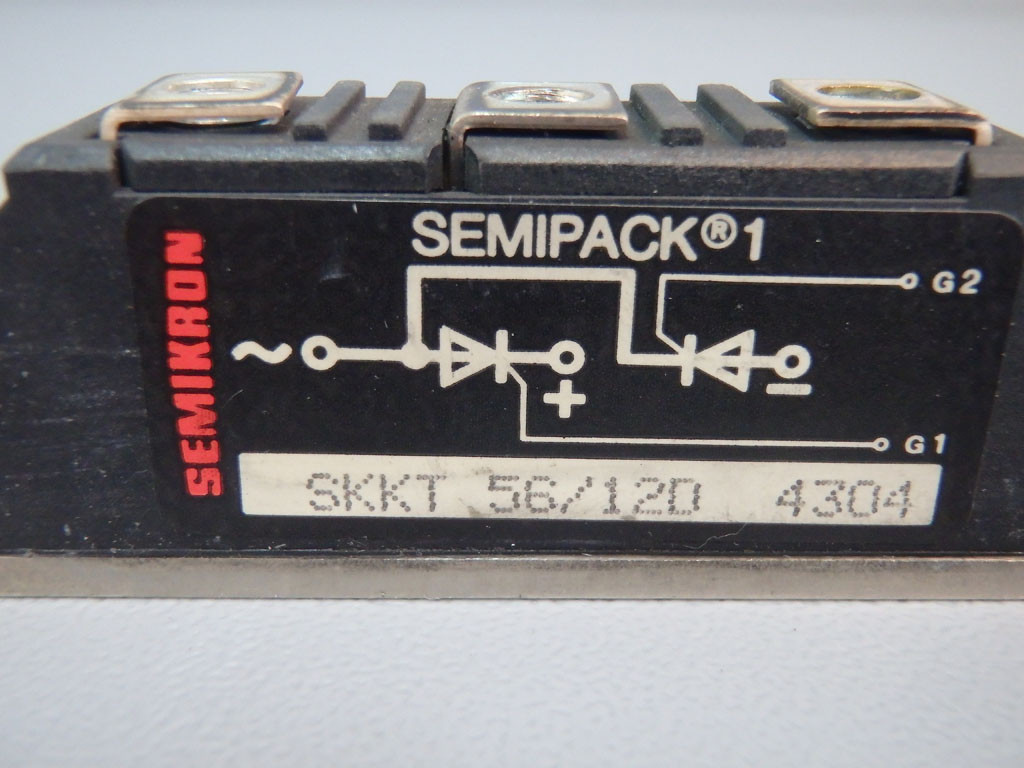 SEMIKRON
SEMIPACK®1
G2
~
+
–
G1
SKKT 56/12D 4304